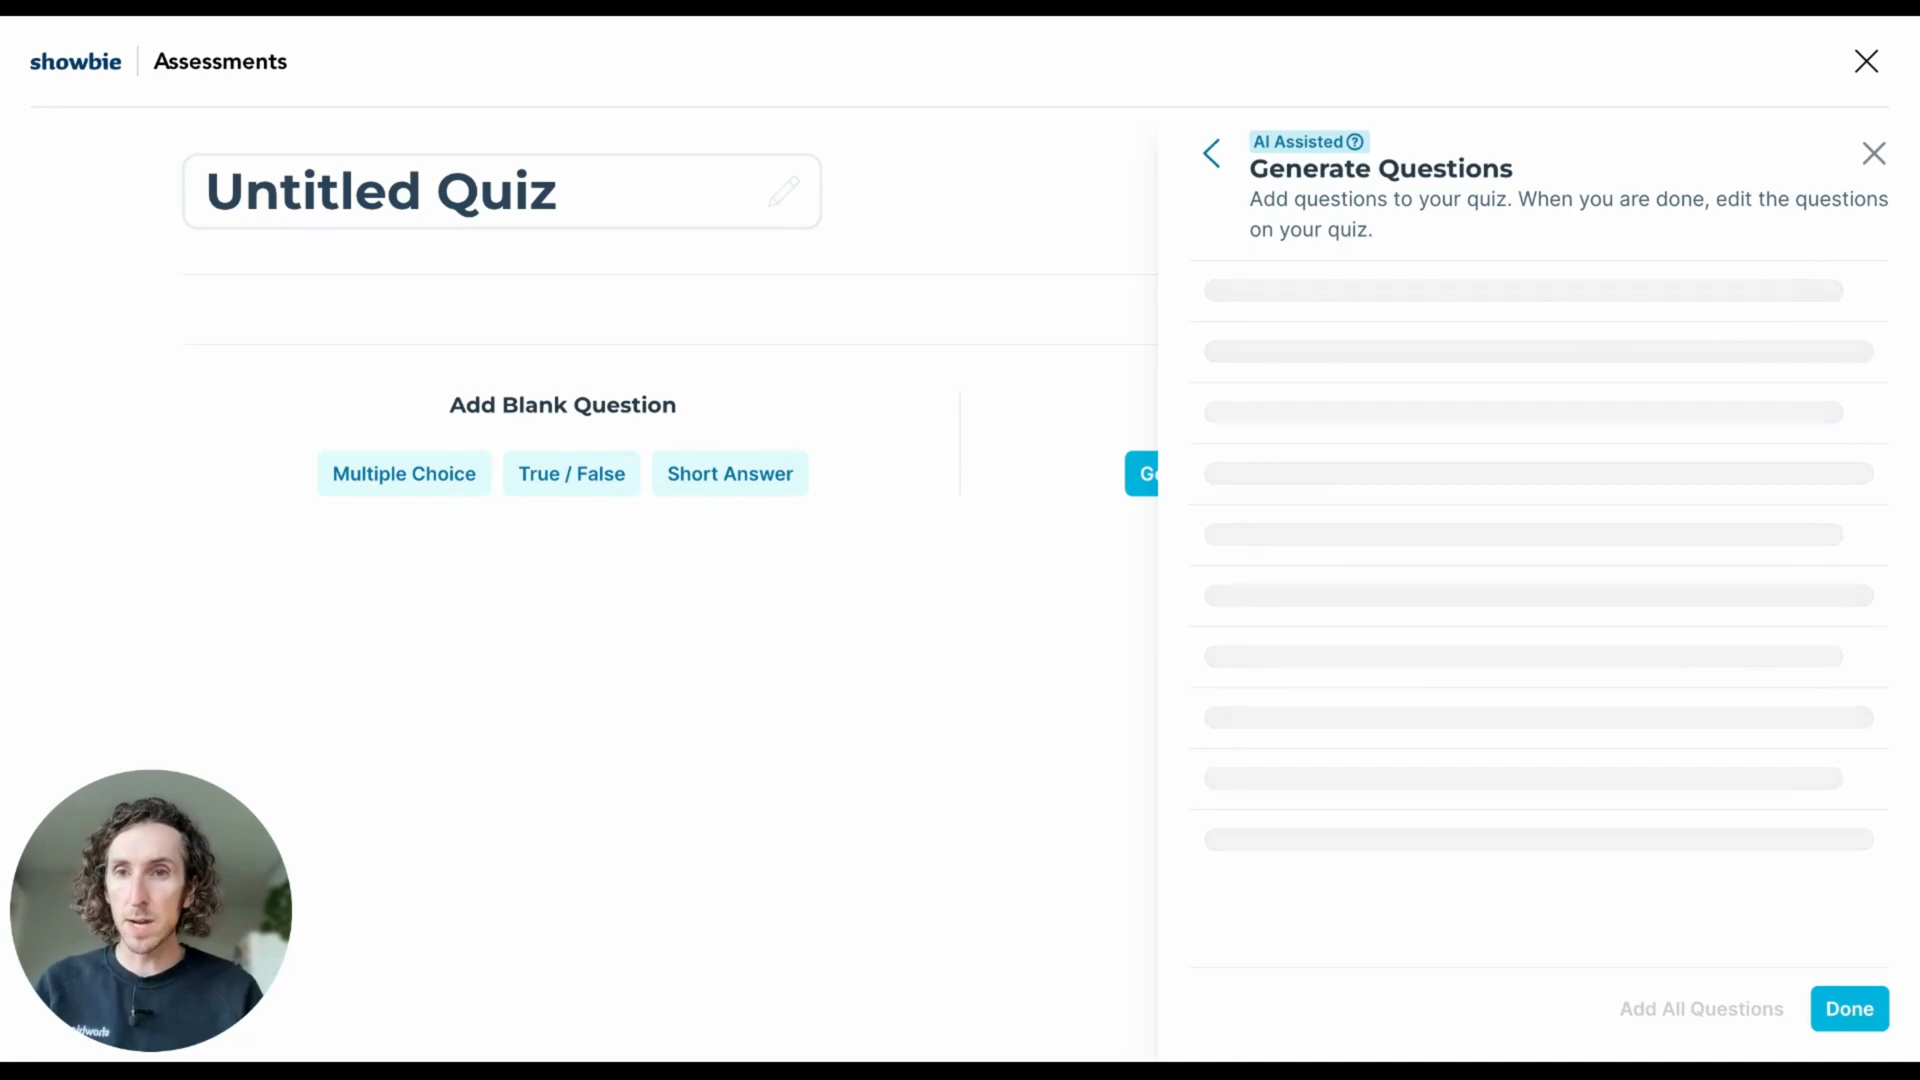 showbie
Assessments
Untitled Quiz
Add Blank Question
Multiple Choice
True / False
Short Answer
AI Assisted
Generate Questions
Add questions to your quiz. When you are done, edit the questions
on your quiz.
Add All Questions
Done